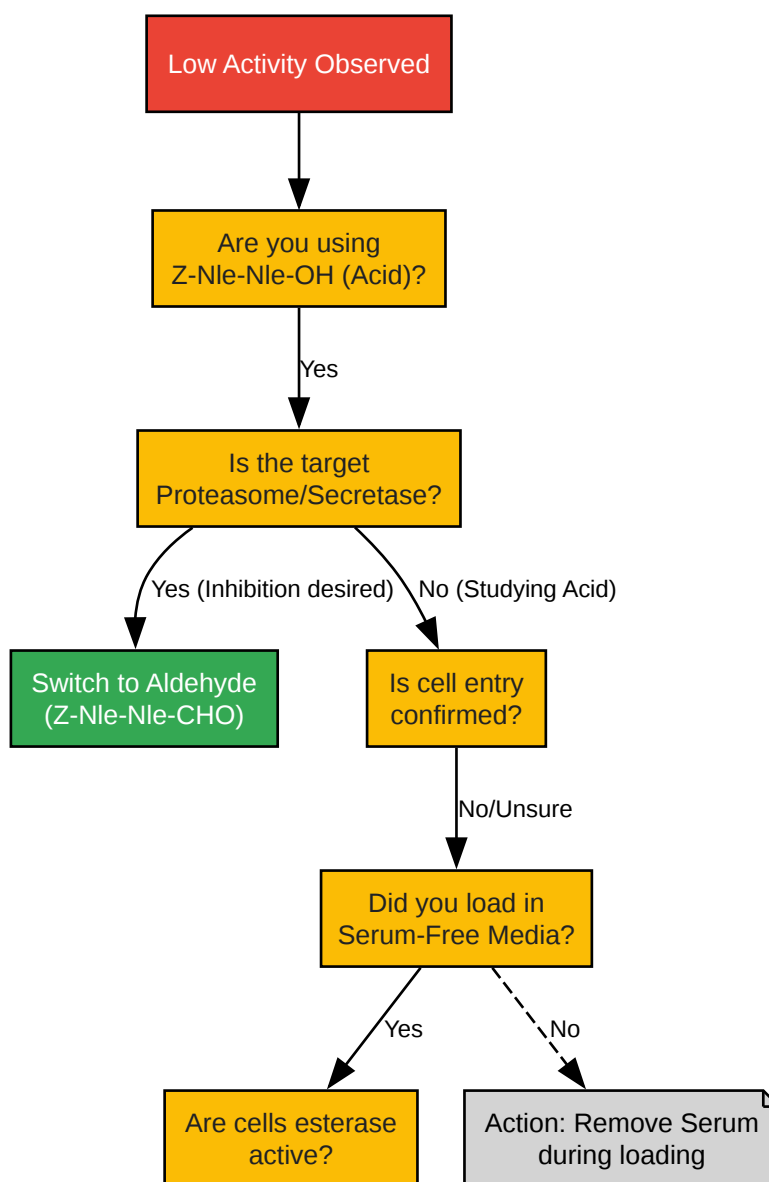 Low Activity Observed
Are you using
Z-Nle-Nle-OH (Acid)?
Yes
Is the target
Proteasome/Secretase?
Yes (Inhibition desired)
No (Studying Acid)
Switch to Aldehyde
(Z-Nle-Nle-CHO)
Is cell entry
confirmed?
No/Unsure
Did you load in
Serum-Free Media?
Yes
No
Are cells esterase
active?
Action: Remove Serum
during loading